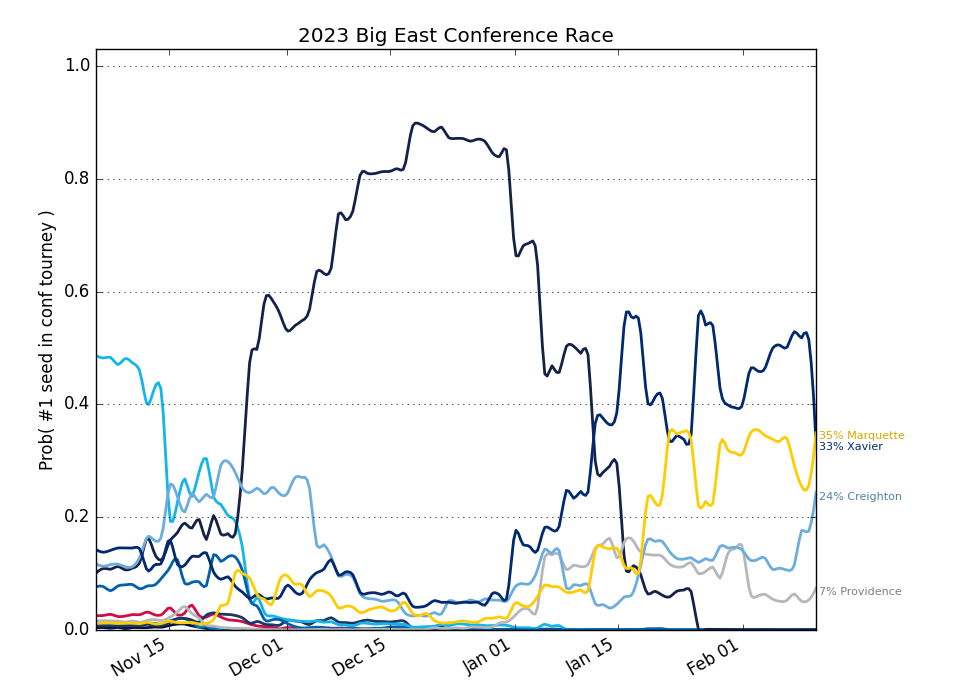 2023 Big East Conference Race
Prob( #1 seed in conf tourney )
1.0
0.8
0.6
0.4
0.2
0.0
35% Marquette
33% Xavier
24% Creighton
7% Providence
Nov 15
Dec 01
Dec 15
Jan 01
Jan 15
Feb 01